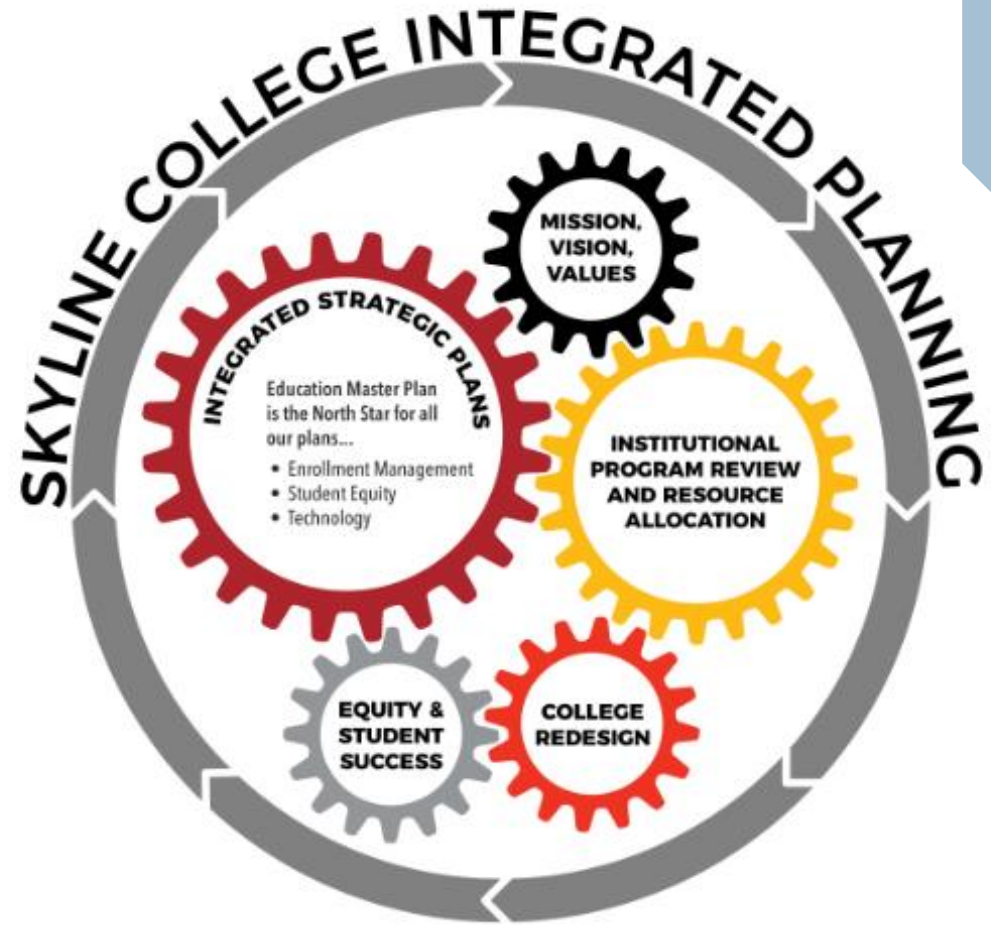 SKYLINE COLLEGE INTEGRATED PLANNING
MISSION,
VISION,
VALUES
INTEGRATED STRATEGIC PLANS
Education Master Plan
is the North Star for all
our plans...
• Enrollment Management
• Student Equity
• Technology
INSTITUTIONAL
PROGRAM REVIEW
AND RESOURCE
ALLOCATION
EQUITY &
STUDENT
SUCCESS
COLLEGE
REDESIGN